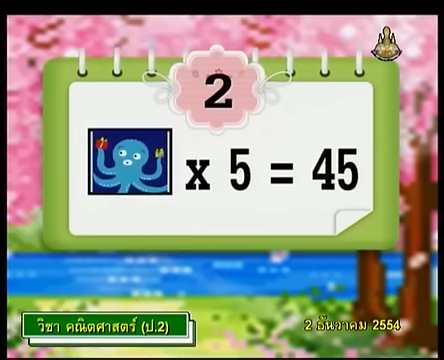 2
x 5 = 45
วิชา คณิตศาสตร์ (ป.2)
2 ธันวาคม 2554